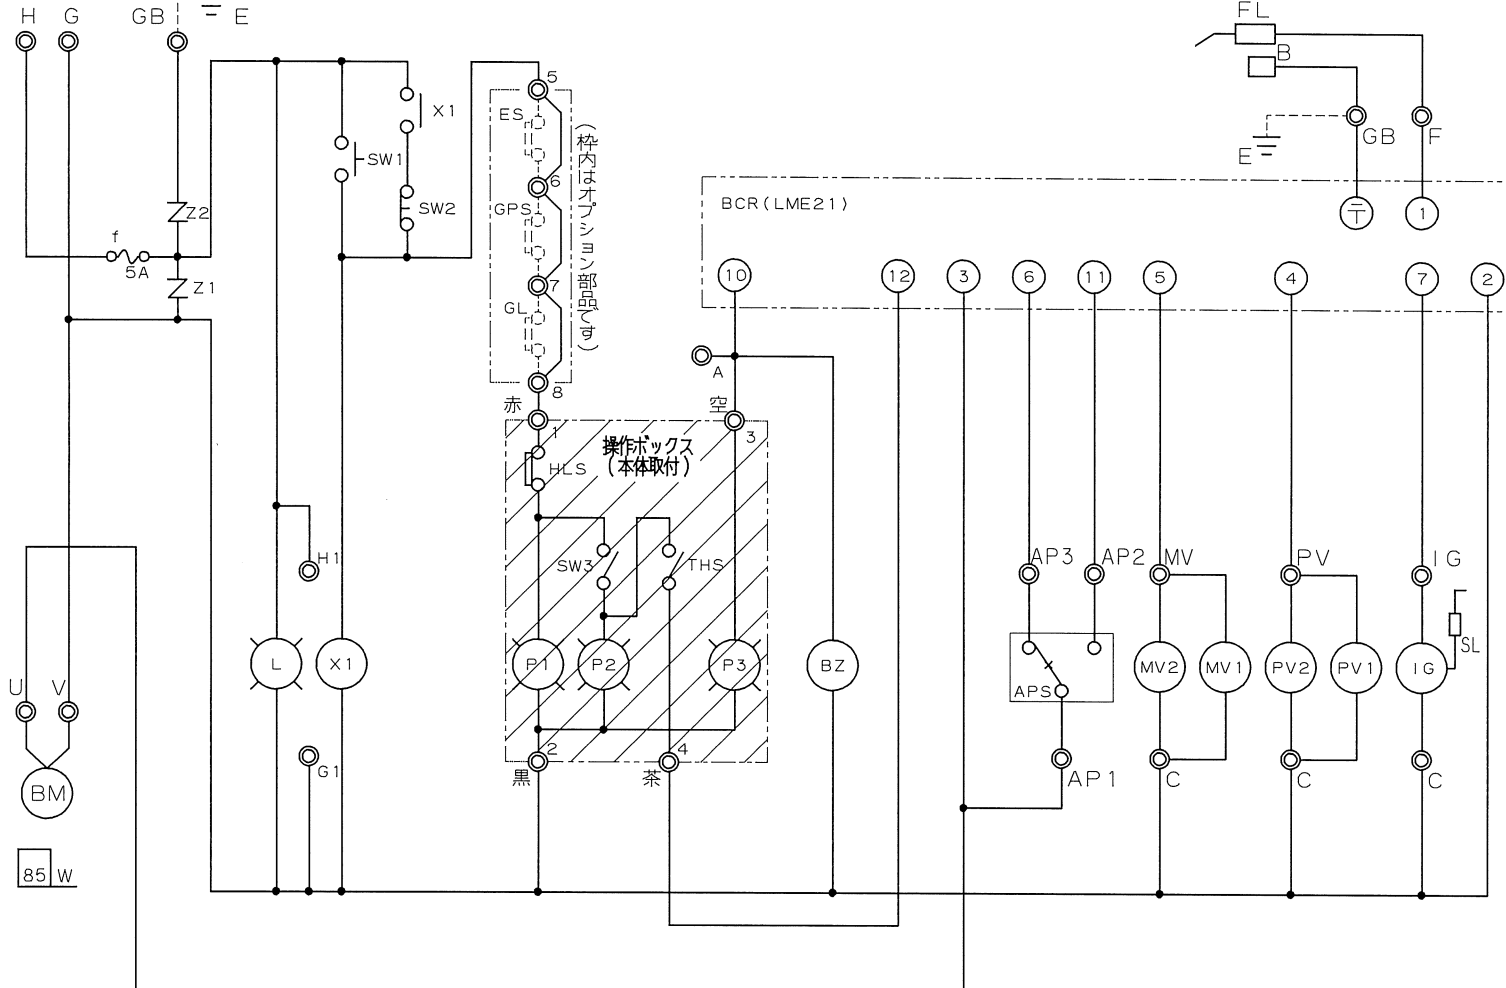 H G GB E
FL
B
5
ES
X1
SW1
GB F
E
6
BCR(LME21)
GPS
SW2
Z2
1
f
5A
Z1
7
GL
(枠内はオプション部品です)
10 12 3 6 11 5 4 7 2
A
8
赤 空
1 3
操作ボックス
(本体取付)
HLS
H1
SW3 THS
AP3 AP2 MV PV IG
SL
L X1 P1 P2 P3 BZ
MV2 MV1 PV2 PV1 IG
APS
U V
2 4
G1
黒 茶
AP1 C C C
BM
85 W